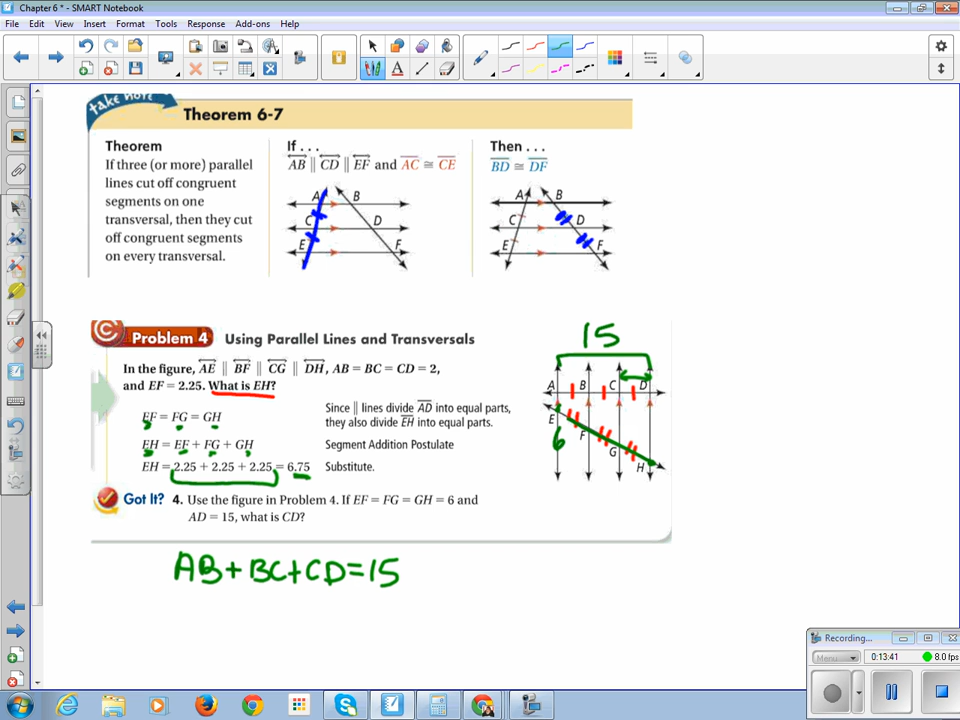 Chapter 6 * - SMART Notebook
File Edit View Insert Format Tools Response Add-ons Help
take note
Theorem 6-7
Theorem
If three (or more) parallel
lines cut off congruent
segments on one
transversal, then they cut
off congruent segments
on every transversal.
If . . .
AB || CD || EF and AC ≅ CE
A B
C D
E F
Then . . .
BD ≅ DF
A B
C D
E F
C
Problem 4 Using Parallel Lines and Transversals
In the figure, AE || BF || CG || DH, AB = BC = CD = 2,
and EF = 2.25. What is EH?
EF = FG = GH
Since || lines divide AD into equal parts,
they also divide EH into equal parts.
EH = EF + FG + GH Segment Addition Postulate
EH = 2.25 + 2.25 + 2.25 = 6.75 Substitute.
Got It? 4. Use the figure in Problem 4. If EF = FG = GH = 6 and
AD = 15, what is CD?
15
A B C D
E
6
F
G
H
AB+BC+CD=15
Recording...
Menu
0:13:41
8.0 fps